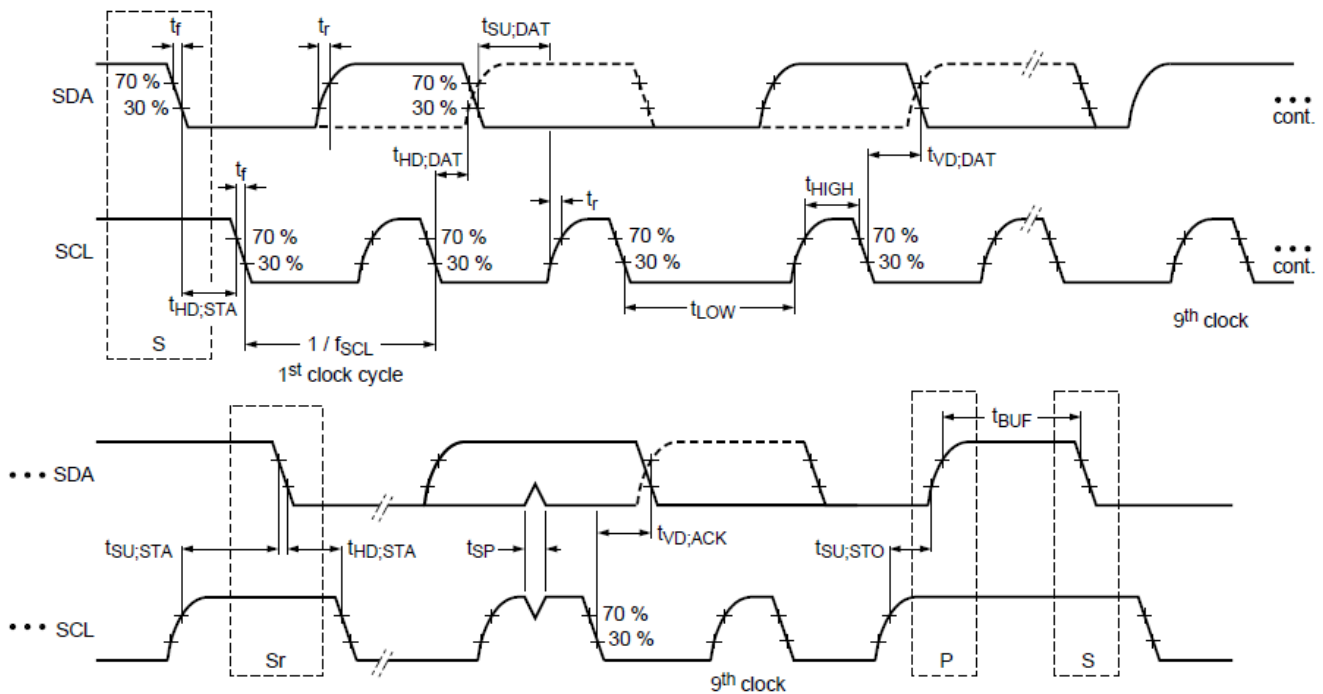 tf tr tSU;DAT
70 % 70 %
SDA
30 % 30 %
••• cont.
tHD;DAT tVD;DAT
tf tr tHIGH
70 % 70 % 70 % 70 %
SCL
30 % 30 % 30 % 30 %
••• cont.
tHD;STA tLOW
S 1 / fSCL 9th clock
1st clock cycle
tBUF
••• SDA
tSU;STA tHD;STA tSP tVD;ACK tSU;STO
70 %
••• SCL
30 %
Sr P S
9th clock